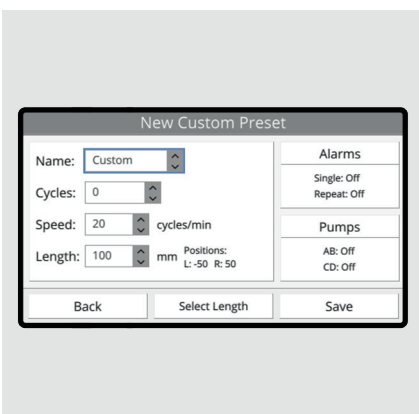 New Custom Preset
Name: Custom
Cycles: 0
Speed: 20 cycles/min
Length: 100 mm Positions:
L: -50 R: 50
Alarms
Single: Off
Repeat: Off
Pumps
AB: Off
CD: Off
Back Select Length Save